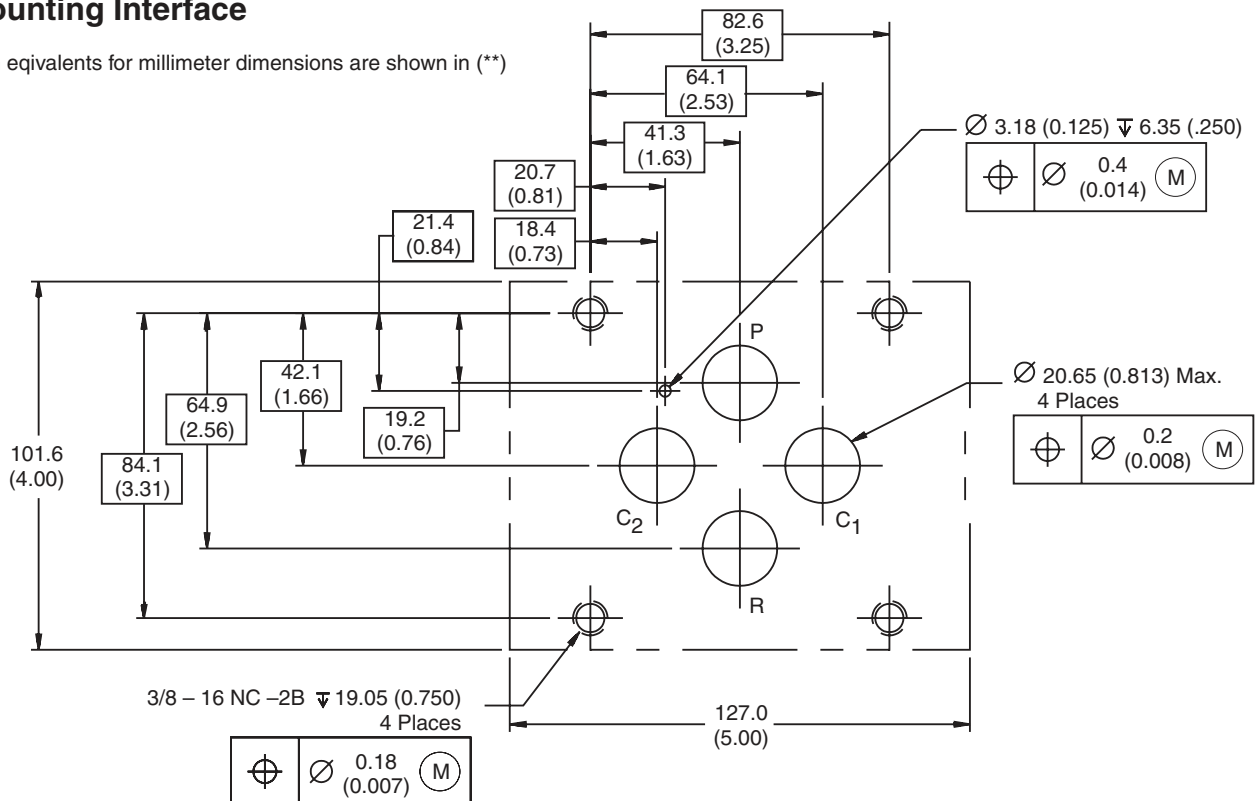 ounting Interface
eqivalents for millimeter dimensions are shown in (**)
82.6
(3.25)
64.1
(2.53)
41.3
(1.63)
20.7
(0.81)
18.4
(0.73)
21.4
(0.84)
Ø 3.18 (0.125) ↧ 6.35 (.250)
⌖ Ø 0.4
(0.014) Ⓜ
P
42.1
(1.66)
64.9
(2.56)
19.2
(0.76)
101.6
(4.00)
84.1
(3.31)
Ø 20.65 (0.813) Max.
4 Places
⌖ Ø 0.2
(0.008) Ⓜ
C2
C1
R
3/8 – 16 NC –2B ↧ 19.05 (0.750)
4 Places
⌖ Ø 0.18
(0.007) Ⓜ
127.0
(5.00)